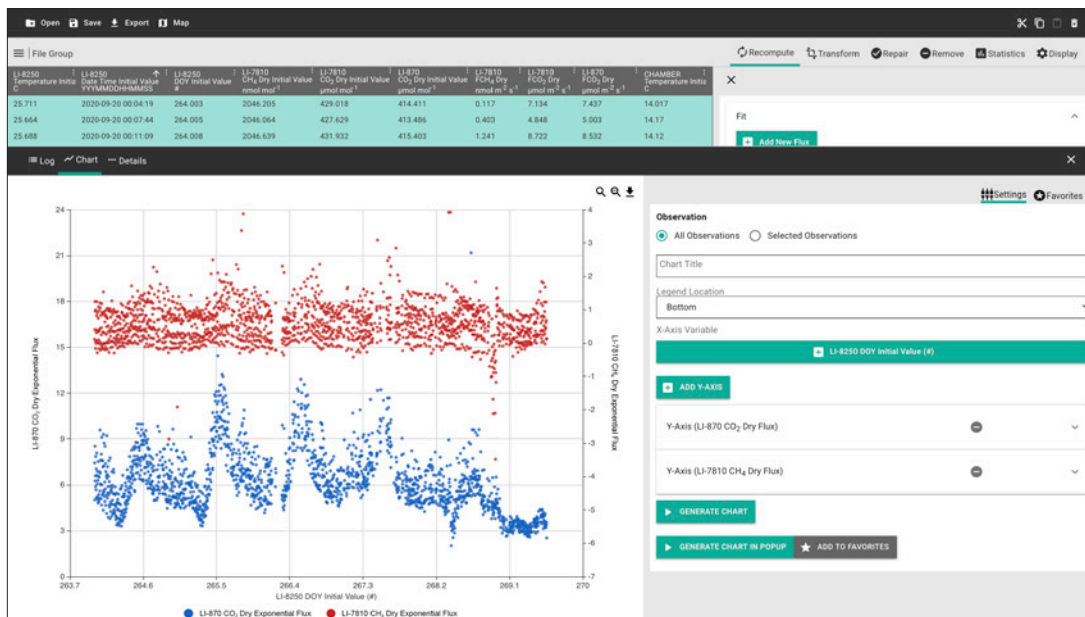 Open Save Export Map
File Group
Recompute Transform Repair Remove Statistics Display
LI-8250 LI-8250 LI-8250 LI-7810 LI-7810 LI-870 LI-7810 LI-7810 LI-870 CHAMBER
Temperature Initia Date Time Initial Value DOY Initial Value CH₄ Dry Initial Value CO₂ Dry Initial Value CO₂ Dry Initial Value FCH₄ Dry FCO₂ Dry FCO₂ Dry Temperature Initia
C YYYYMMDDHHMMSS # nmol mol⁻¹ μmol mol⁻¹ μmol mol⁻¹ nmol m⁻² s⁻¹ μmol m⁻² s⁻¹ μmol m⁻² s⁻¹ C
25.711 2020-09-20 00:04:19 264.003 2046.205 429.018 414.411 0.117 7.134 7.437 14.017
25.664 2020-09-20 00:07:44 264.005 2046.064 427.629 413.486 0.403 4.848 5.003 14.17
25.688 2020-09-20 00:11:09 264.008 2046.639 431.932 415.403 1.241 8.722 8.532 14.12
Fit
Add New Flux
Log Chart Details
24
21
18
15
12
9
6
3
0
LI-870 CO₂ Dry Exponential Flux
4
3
2
1
0
-1
-2
-3
-4
-5
-6
-7
LI-7810 CH₄ Dry Exponential Flux
263.7 264.6 265.5 266.4 267.3 268.2 269.1 270
LI-8250 DOY Initial Value (#)
LI-870 CO₂ Dry Exponential Flux LI-7810 CH₄ Dry Exponential Flux
Settings Favorites
Observation
All Observations Selected Observations
Chart Title
Legend Location
Bottom
X-Axis Variable
LI-8250 DOY Initial Value (#)
ADD Y-AXIS
Y-Axis (LI-870 CO₂ Dry Flux)
Y-Axis (LI-7810 CH₄ Dry Flux)
GENERATE CHART
GENERATE CHART IN POPUP ADD TO FAVORITES